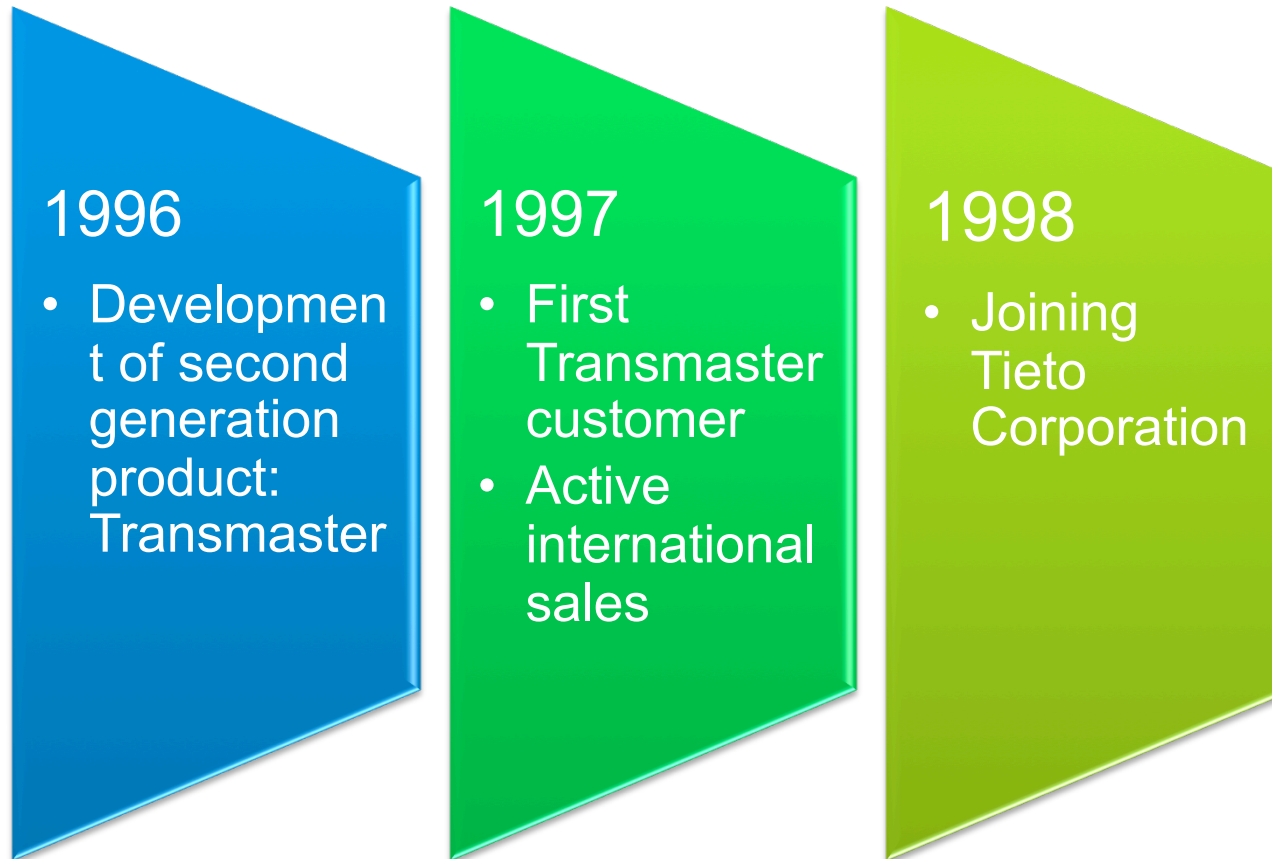 1996
• Developmen
t of second
generation
product:
Transmaster
1997
• First
Transmaster
customer
• Active
international
sales
1998
• Joining
Tieto
Corporation